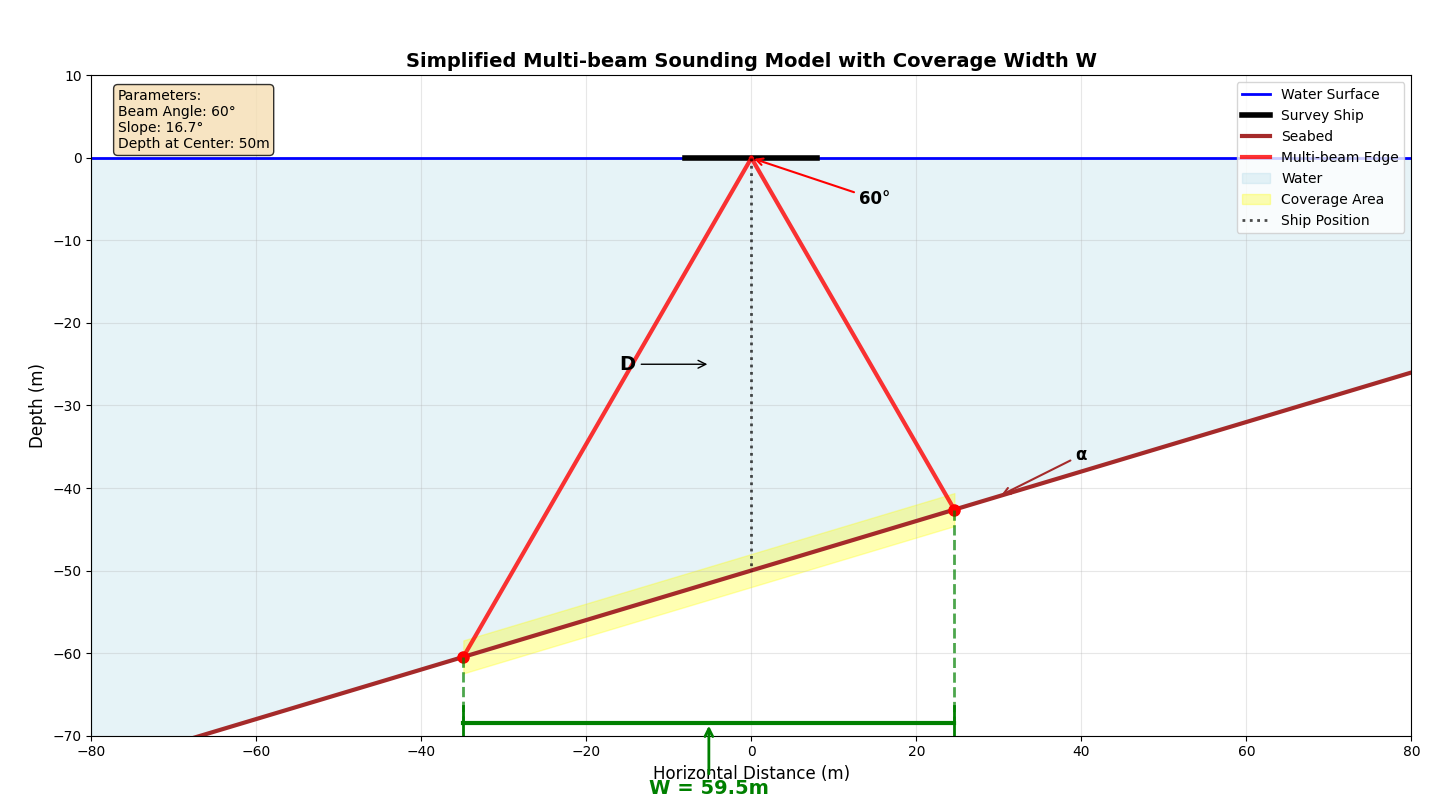 Simplified Multi-beam Sounding Model with Coverage Width W
Parameters:
Beam Angle: 60°
Slope: 16.7°
Depth at Center: 50m
Water Surface
Survey Ship
Seabed
Multi-beam Edge
Water
Coverage Area
Ship Position
60°
D
α
Depth (m)
10
0
−10
−20
−30
−40
−50
−60
−70
−80
−60
−40
−20
0
20
40
60
80
Horizontal Distance (m)
W = 59.5m